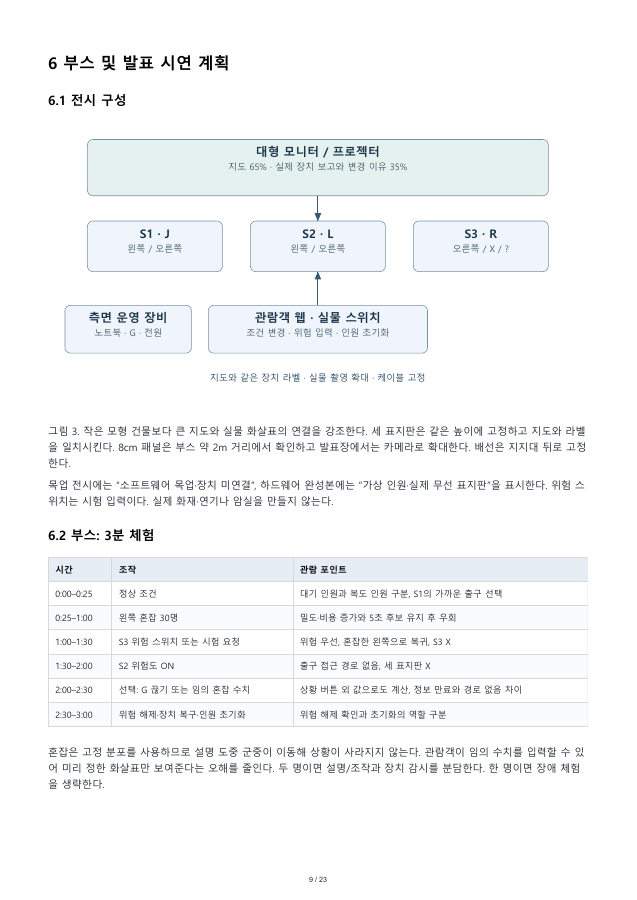 6 부스 및 발표 시연 계획
6.1 전시 구성
대형 모니터 / 프로젝터
지도 65% · 실제 장치 보고와 변경 이유 35%
S1 · J
왼쪽 / 오른쪽
S2 · L
왼쪽 / 오른쪽
S3 · R
오른쪽 / X / ?
측면 운영 장비
노트북 · G · 전원
관람객 웹 · 실물 스위치
조건 변경 · 위험 입력 · 인원 초기화
지도와 같은 장치 라벨 · 실물 촬영 확대 · 케이블 고정
그림 3. 작은 모형 건물보다 큰 지도와 실물 화살표의 연결을 강조한다. 세 표지판은 같은 높이에 고정하고 지도와 라벨
을 일치시킨다. 8cm 패널은 부스 약 2m 거리에서 확인하고 발표장에서는 카메라로 확대한다. 배선은 지지대 뒤로 고정
한다.
목업 전시에는 “소프트웨어 목업·장치 미연결”, 하드웨어 완성본에는 “가상 인원·실제 무선 표지판”을 표시한다. 위험 스
위치는 시험 입력이다. 실제 화재·연기나 암실을 만들지 않는다.
6.2 부스: 3분 체험
시간 조작 관람 포인트
0:00–0:25 정상 조건 대기 인원과 복도 인원 구분, S1의 가까운 출구 선택
0:25–1:00 왼쪽 혼잡 30명 밀도·비용 증가와 5초 후보 유지 후 우회
1:00–1:30 S3 위험 스위치 또는 시험 요청 위험 우선, 혼잡한 왼쪽으로 복귀, S3 X
1:30–2:00 S2 위험도 ON 출구 접근 경로 없음, 세 표지판 X
2:00–2:30 선택: G 끊기 또는 임의 혼잡 수치 상황 버튼 외 값으로도 계산, 정보 만료와 경로 없음 차이
2:30–3:00 위험 해제·장치 복구·인원 초기화 위험 해제 확인과 초기화의 역할 구분
혼잡은 고정 분포를 사용하므로 설명 도중 군중이 이동해 상황이 사라지지 않는다. 관람객이 임의 수치를 입력할 수 있
어 미리 정한 화살표만 보여준다는 오해를 줄인다. 두 명이면 설명/조작과 장치 감시를 분담한다. 한 명이면 장애 체험
을 생략한다.
9 / 23